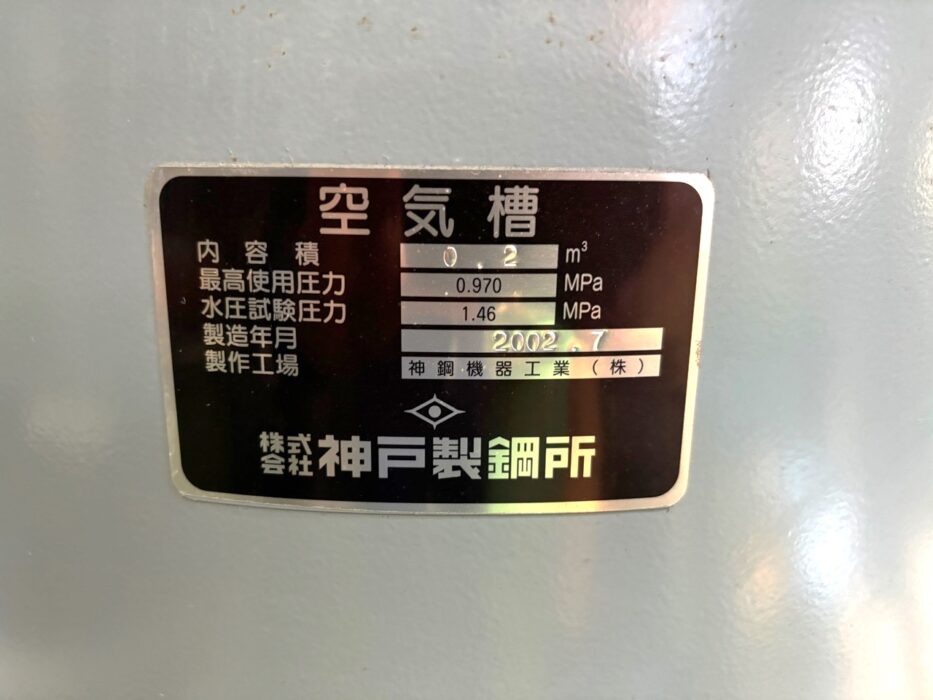 空気槽
内容積 0.2 m³
最高使用圧力 0.970 MPa
水圧試験圧力 1.46 MPa
製造年月 2002.7
製作工場 神鋼機器工業(株)
株式会社 神戸製鋼所